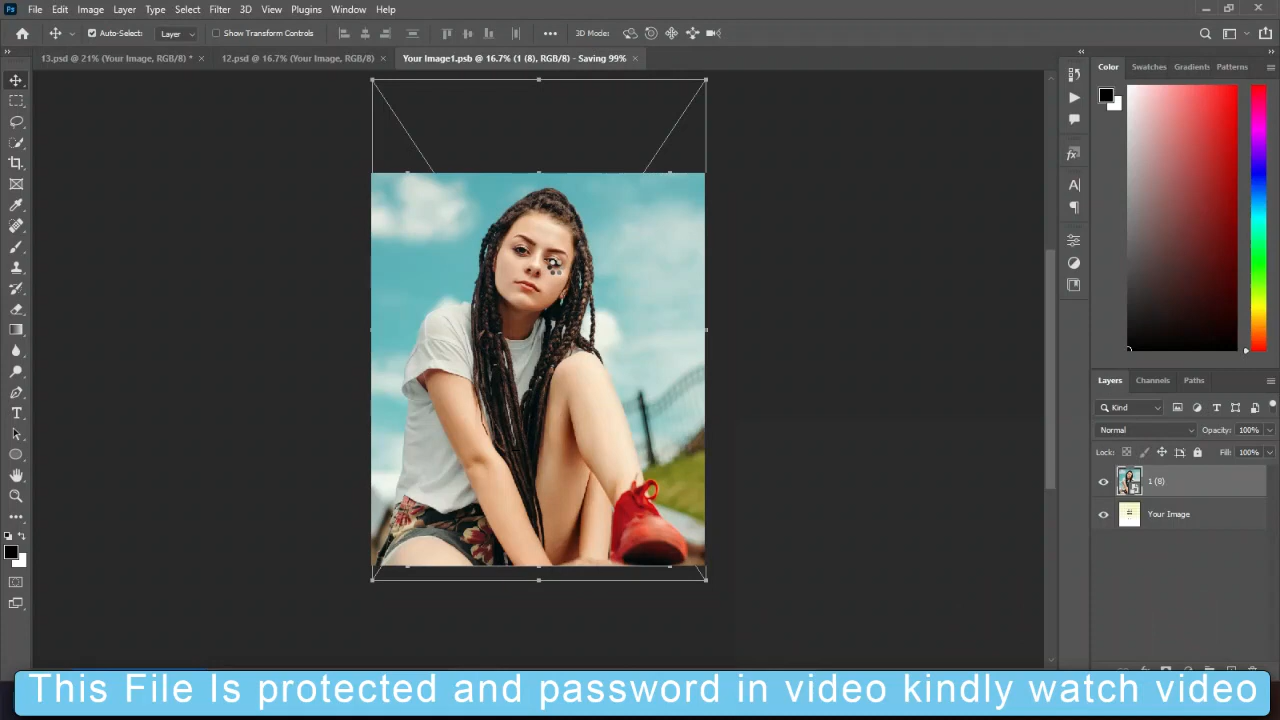 Ps File Edit Image Layer Type Select Filter 3D View Plugins Window Help
Auto-Select: Layer Show Transform Controls 3D Mode:
13.psd @ 21% (Your Image, RGB/8) * × 12.psd @ 16.7% (Your Image, RGB/8) × Your Image1.psb @ 16.7% (1 (8), RGB/8) - Saving 99% ×
Color Swatches Gradients Patterns
Layers Channels Paths
Kind
Normal Opacity: 100%
Lock: Fill: 100%
1 (8)
Your Image
This File Is protected and password in video kindly watch video